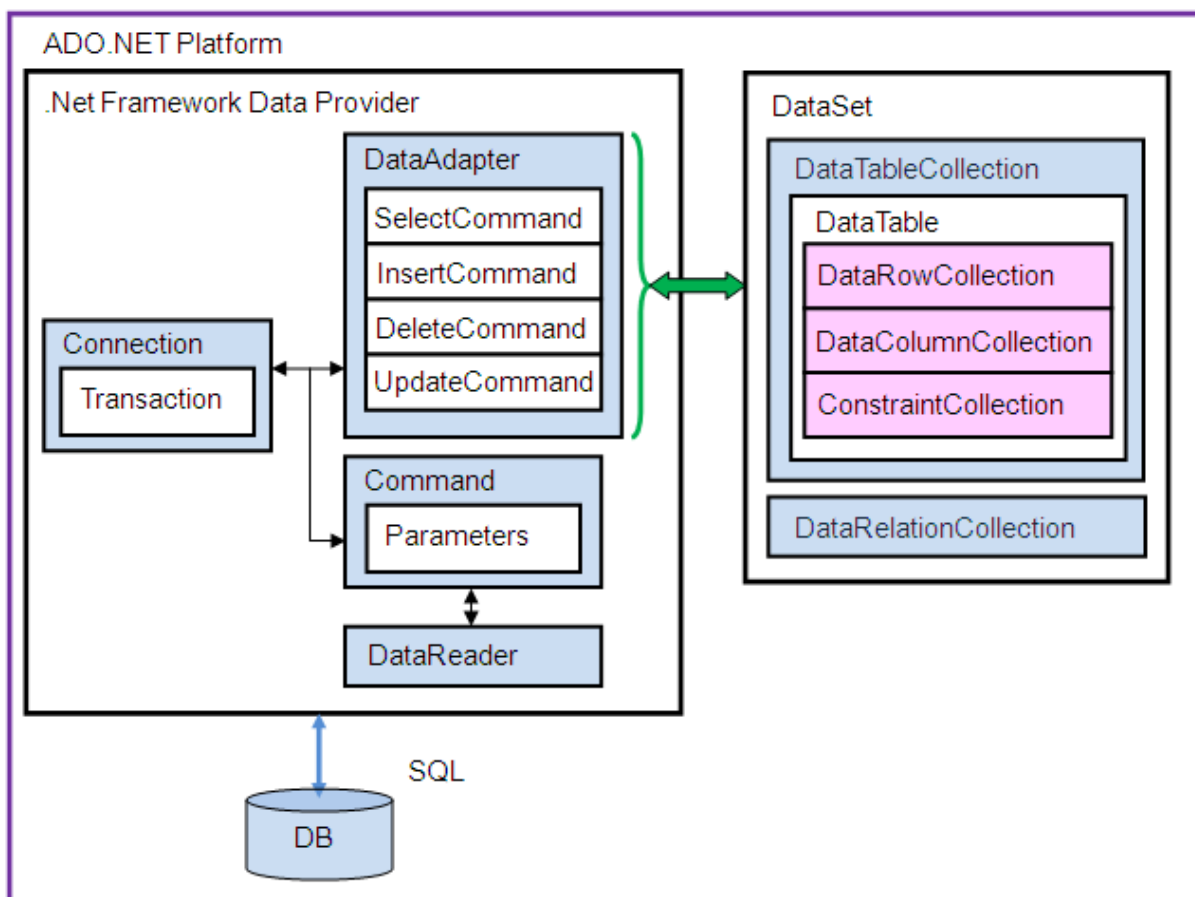 ADO.NET Platform
.Net Framework Data Provider
DataAdapter
SelectCommand
InsertCommand
DeleteCommand
UpdateCommand
Connection
Transaction
Command
Parameters
DataReader
SQL
DB
DataSet
DataTableCollection
DataTable
DataRowCollection
DataColumnCollection
ConstraintCollection
DataRelationCollection